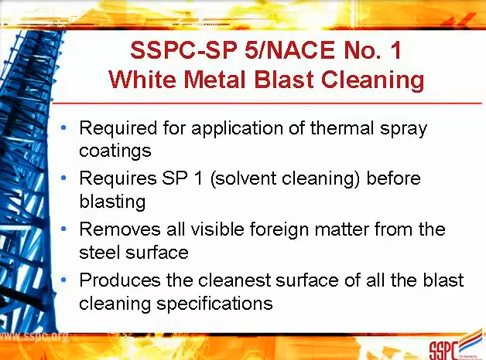 SSPC-SP 5/NACE No. 1
White Metal Blast Cleaning
• Required for application of thermal spray
coatings
• Requires SP 1 (solvent cleaning) before
blasting
• Removes all visible foreign matter from the
steel surface
• Produces the cleanest surface of all the blast
cleaning specifications
www.sspc.org
SSPC